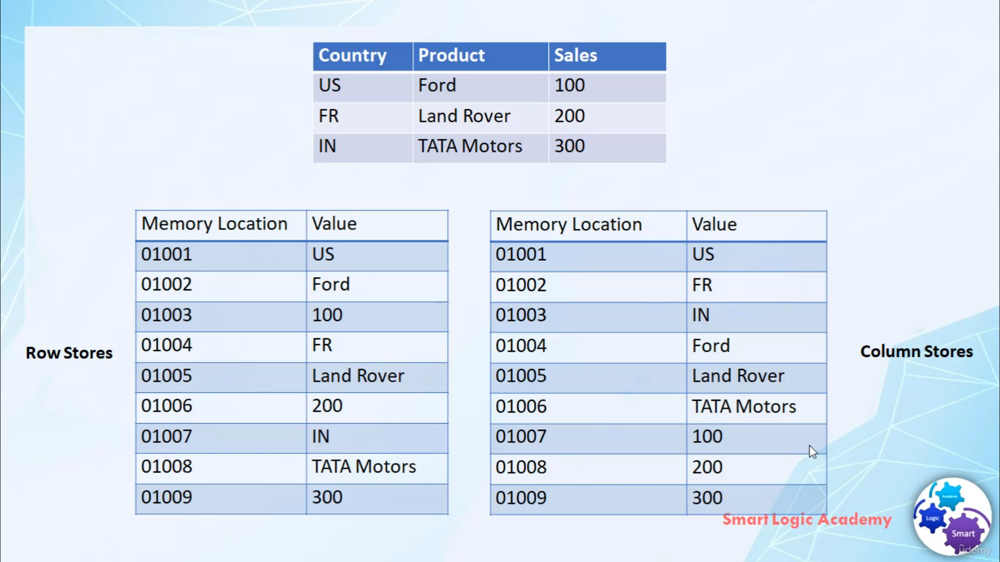 Country Product Sales
US Ford 100
FR Land Rover 200
IN TATA Motors 300
Row Stores
Memory Location Value
01001 US
01002 Ford
01003 100
01004 FR
01005 Land Rover
01006 200
01007 IN
01008 TATA Motors
01009 300
Memory Location Value
01001 US
01002 FR
01003 IN
01004 Ford
01005 Land Rover
01006 TATA Motors
01007 100
01008 200
01009 300
Column Stores
Smart Logic Academy
Academy
Logic
Smart
udemy